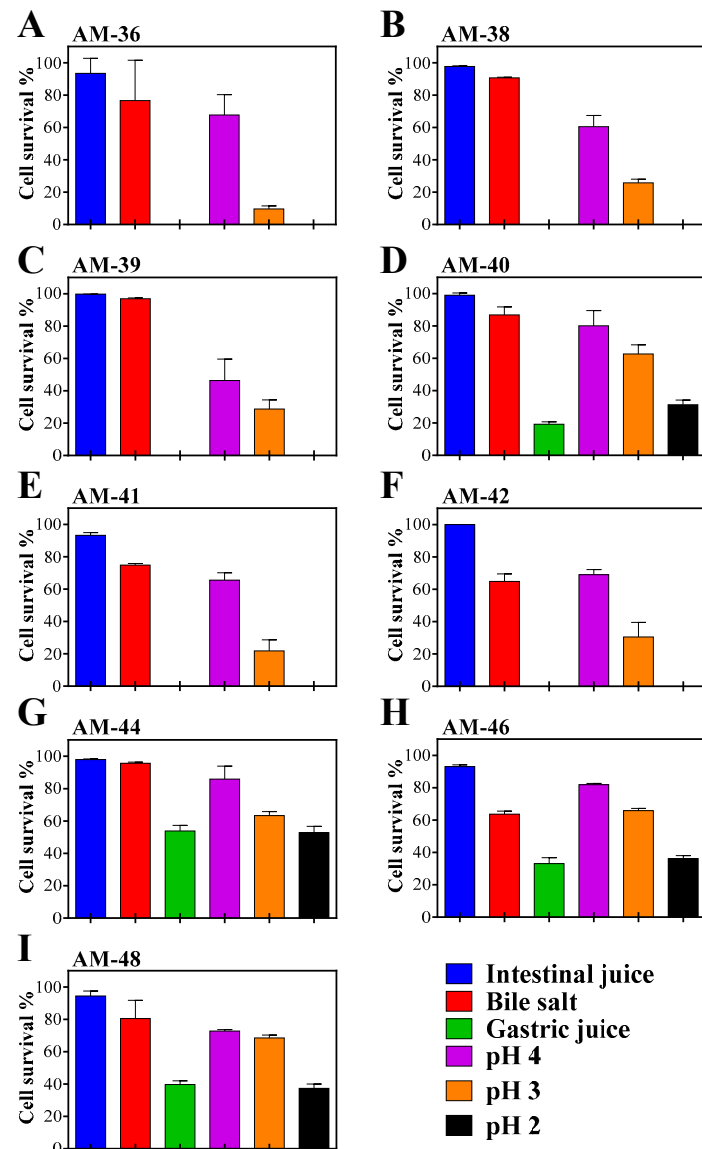 A
AM-36
Cell survival %
100
80
60
40
20
0
B
AM-38
Cell survival %
100
80
60
40
20
0
C
AM-39
Cell survival %
100
80
60
40
20
0
D
AM-40
Cell survival %
100
80
60
40
20
0
E
AM-41
Cell survival %
100
80
60
40
20
0
F
AM-42
Cell survival %
100
80
60
40
20
0
G
AM-44
Cell survival %
100
80
60
40
20
0
H
AM-46
Cell survival %
100
80
60
40
20
0
I
AM-48
Cell survival %
100
80
60
40
20
0
Intestinal juice
Bile salt
Gastric juice
pH 4
pH 3
pH 2